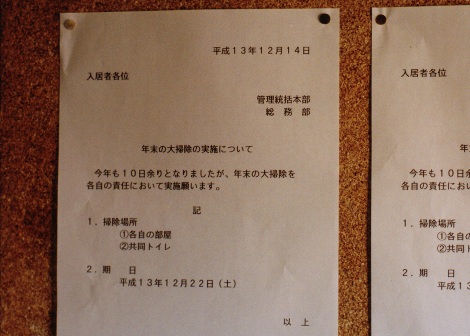 平成13年12月14日
入居者各位
管理統括本部
総務部
年末の大掃除の実施について
今年も10日余りとなりましたが、年末の大掃除を
各自の責任において実施願います。
記
1．掃除場所
①各自の部屋
②共同トイレ
2．期　日
平成13年12月22日（土）
以上
入居者各位
年
今年も10日余
各自の責任におい
1．掃除場所
①各自の
②共同ト
2．期　日
平成13